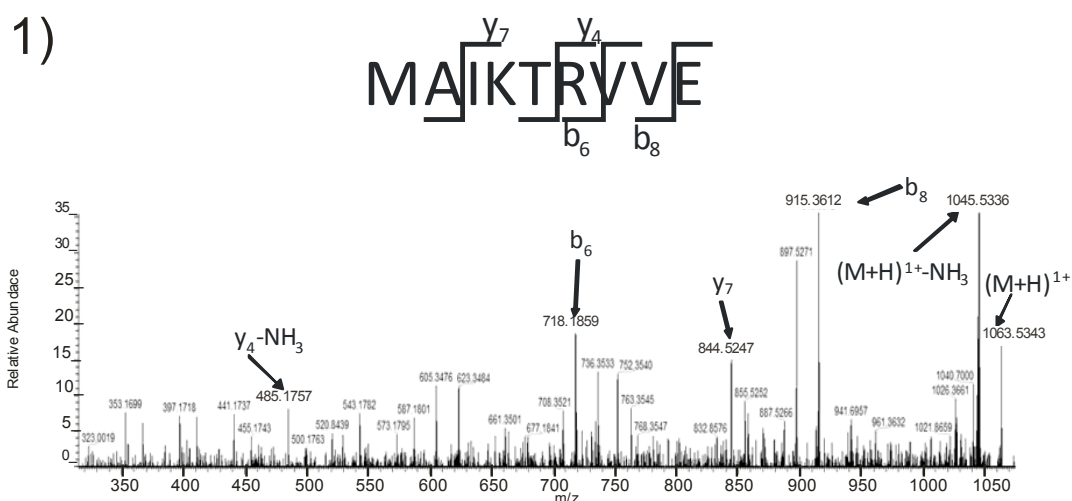 1)
y7 y4
MAIKTRVVE
b6 b8
915.3612 b8 1045.5336
35
30
25
20
15
10
5
0
Relative Abundace
897.5271
(M+H)1+-NH3
(M+H)1+
1063.5343
b6
718.1859
y7
844.5247
y4-NH3
485.1757
736.3533 752.3540
605.3476 623.3484
353.1699 397.1718 441.1737 543.1762 587.1801 708.3521 763.3545 855.5252 1040.7000
1026.3661
323.0019 455.1743 500.1763 520.8439 573.1795 661.3501 677.1841 768.3547 832.8576 887.5266 941.6957 961.3632 1021.8659
350 400 450 500 550 600 650 700 750 800 850 900 950 1000 1050
m/z